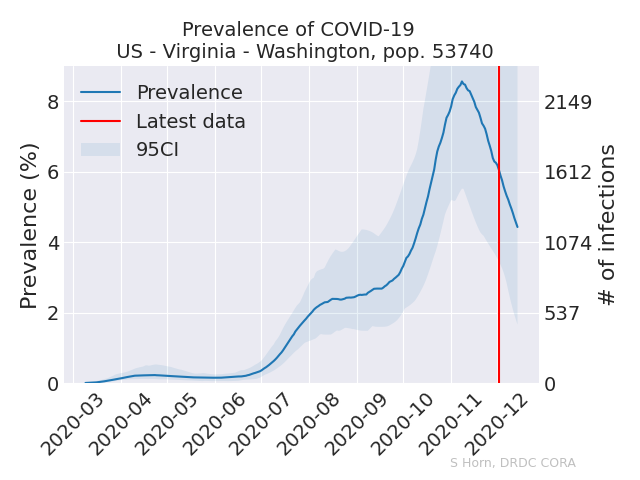 Prevalence of COVID-19
US - Virginia - Washington, pop. 53740
Prevalence
Latest data
95CI
Prevalence (%)
8
6
4
2
0
2149
1612
1074
537
0
# of infections
2020-03
2020-04
2020-05
2020-06
2020-07
2020-08
2020-09
2020-10
2020-11
2020-12
S Horn, DRDC CORA